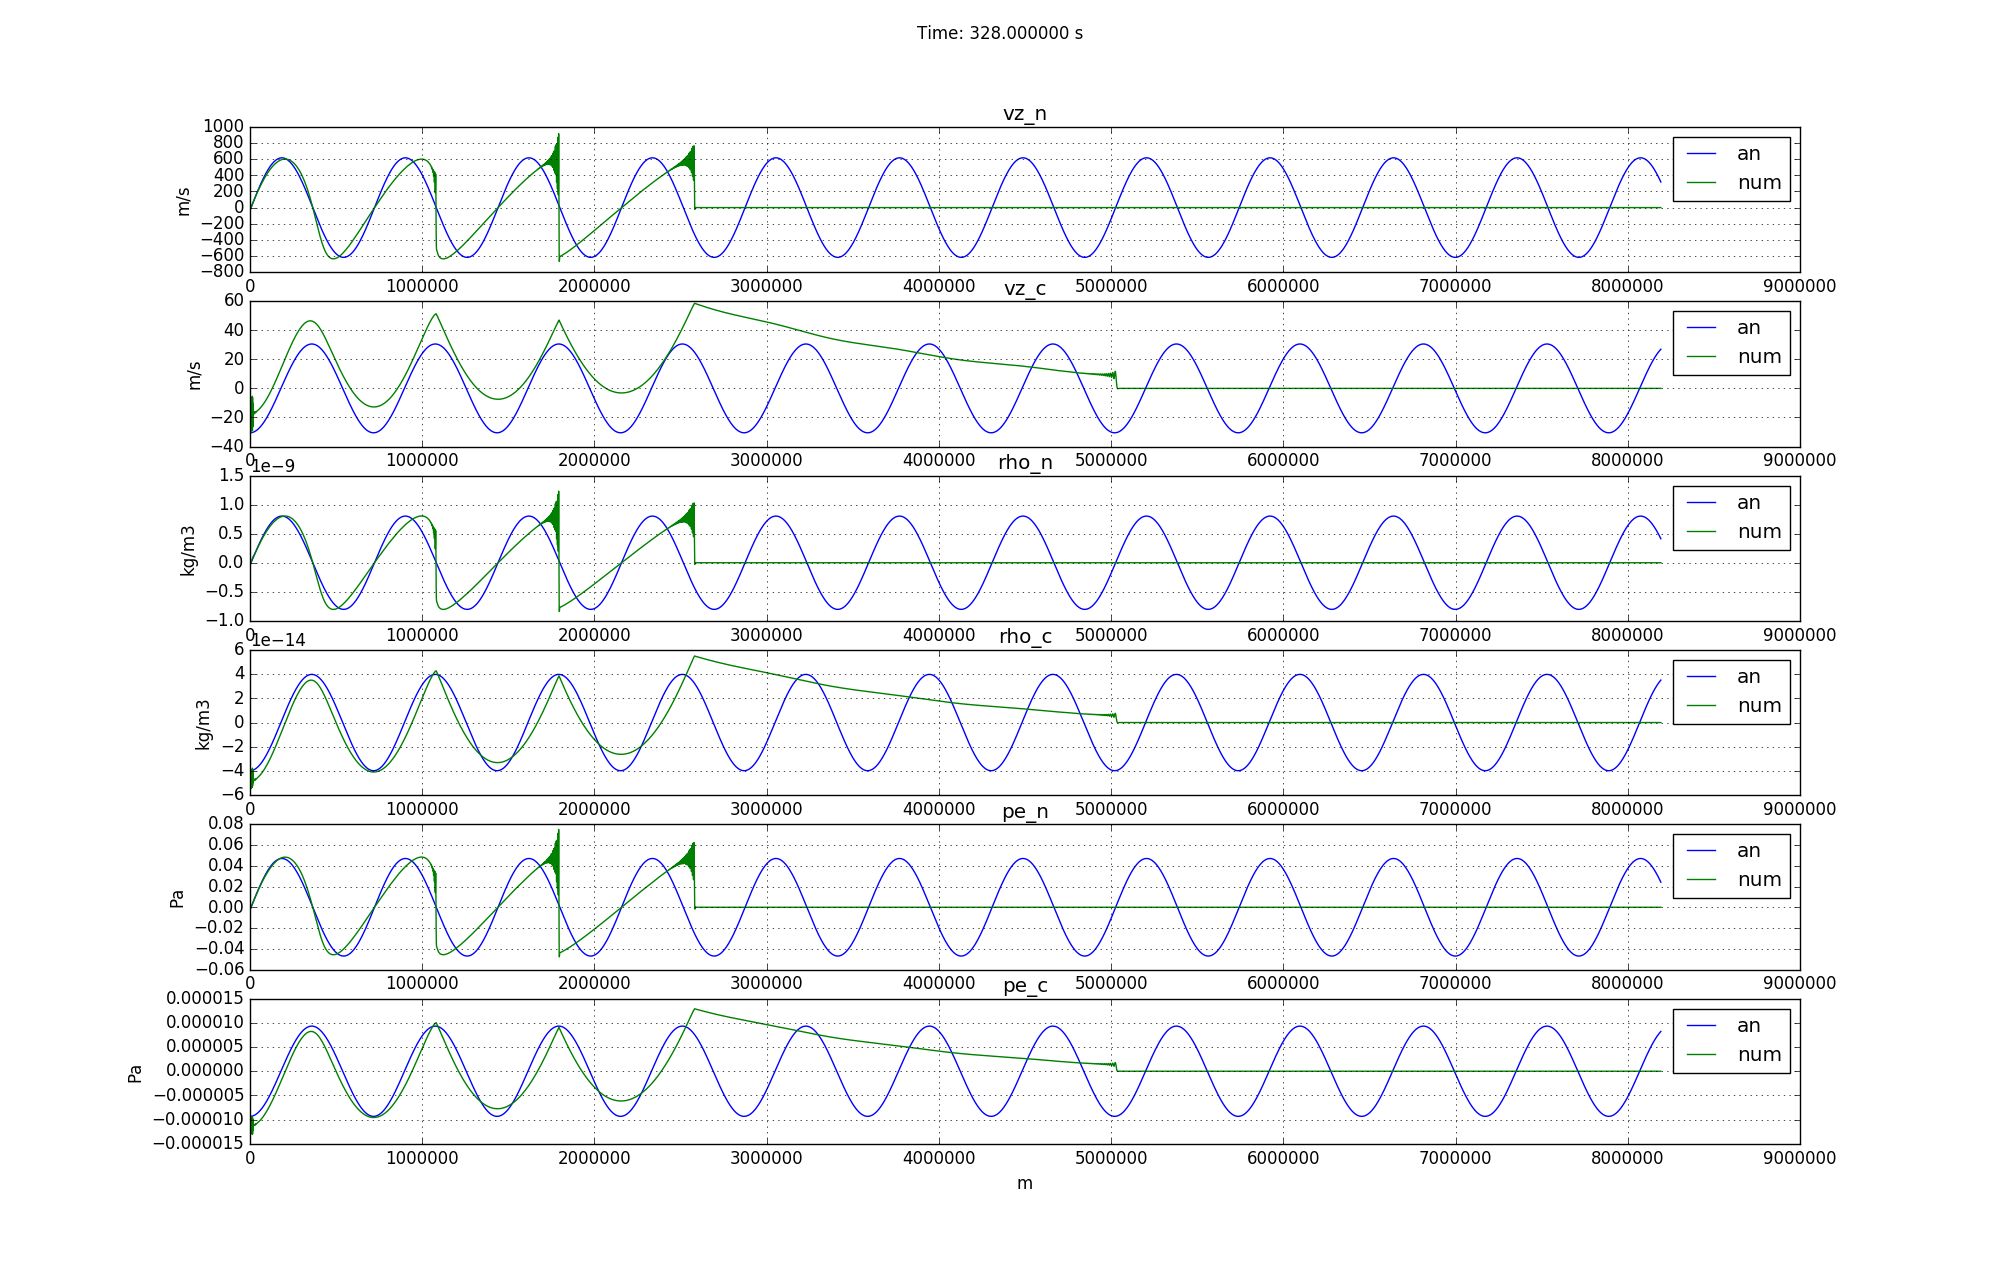 Time: 328.000000 s
vz_n
1000
800
600
400
200
0
−200
−400
−600
−800
m/s
an
num
0 1000000 2000000 3000000 4000000 5000000 6000000 7000000 8000000 9000000
vz_c
60
40
20
0
−20
−40
m/s
an
num
0 1000000 2000000 3000000 4000000 5000000 6000000 7000000 8000000 9000000
1e−9
rho_n
1.5
1.0
0.5
0.0
−0.5
−1.0
kg/m3
an
num
0 1000000 2000000 3000000 4000000 5000000 6000000 7000000 8000000 9000000
1e−14
rho_c
6
4
2
0
−2
−4
−6
kg/m3
an
num
0 1000000 2000000 3000000 4000000 5000000 6000000 7000000 8000000 9000000
pe_n
0.08
0.06
0.04
0.02
0.00
−0.02
−0.04
−0.06
Pa
an
num
0 1000000 2000000 3000000 4000000 5000000 6000000 7000000 8000000 9000000
pe_c
0.000015
0.000010
0.000005
0.000000
−0.000005
−0.000010
−0.000015
Pa
an
num
0 1000000 2000000 3000000 4000000 5000000 6000000 7000000 8000000 9000000
m